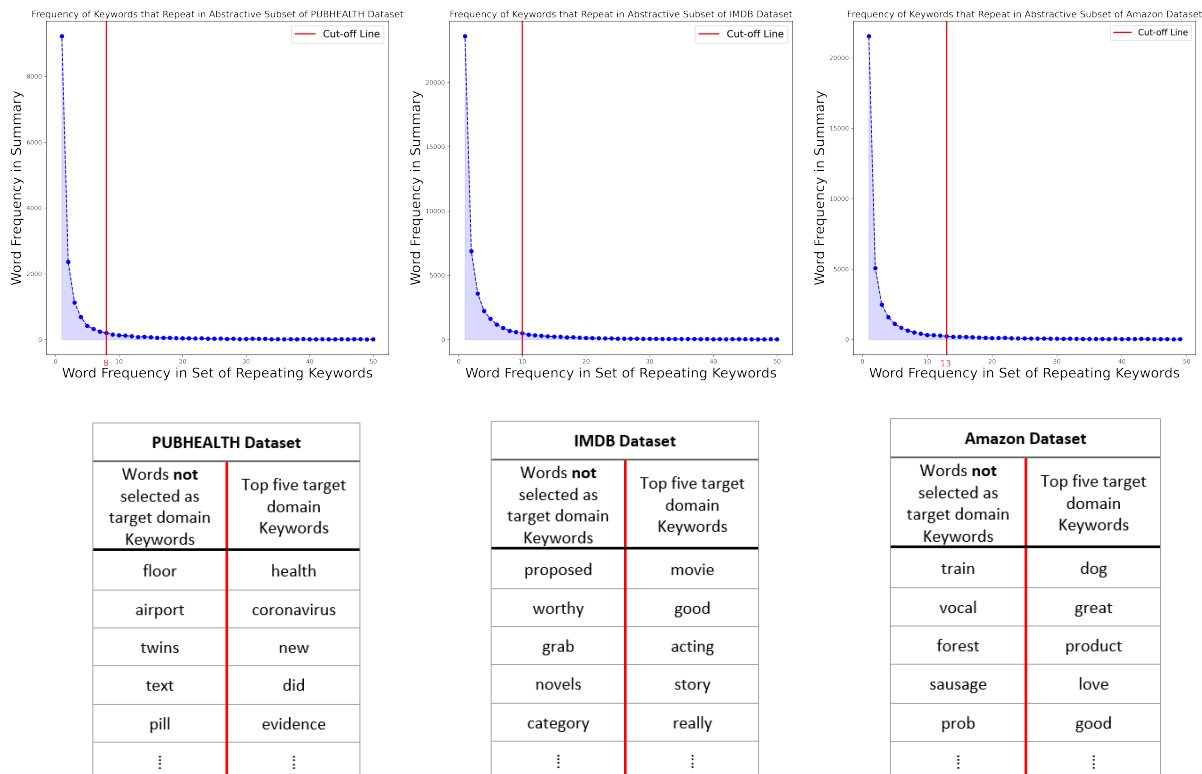 Frequency of Keywords that Repeat in Abstractive Subset of PUBHEALTH Dataset
Cut-off Line
Word Frequency in Summary
8000
6000
4000
2000
0
0
8
10
20
30
40
50
Word Frequency in Set of Repeating Keywords
Frequency of Keywords that Repeat in Abstractive Subset of IMDB Dataset
Cut-off Line
Word Frequency in Summary
20000
15000
10000
5000
0
0
10
20
30
40
50
Word Frequency in Set of Repeating Keywords
Frequency of Keywords that Repeat in Abstractive Subset of Amazon Dataset
Cut-off Line
Word Frequency in Summary
20000
17500
15000
12500
10000
7500
5000
2500
0
0
10
13
20
30
40
50
Word Frequency in Set of Repeating Keywords
PUBHEALTH Dataset
Words not
selected as
target domain
Keywords
Top five target
domain
Keywords
floor
health
airport
coronavirus
twins
new
text
did
pill
evidence
⋮
⋮
IMDB Dataset
Words not
selected as
target domain
Keywords
Top five target
domain
Keywords
proposed
movie
worthy
good
grab
acting
novels
story
category
really
⋮
⋮
Amazon Dataset
Words not
selected as
target domain
Keywords
Top five target
domain
Keywords
train
dog
vocal
great
forest
product
sausage
love
prob
good
⋮
⋮